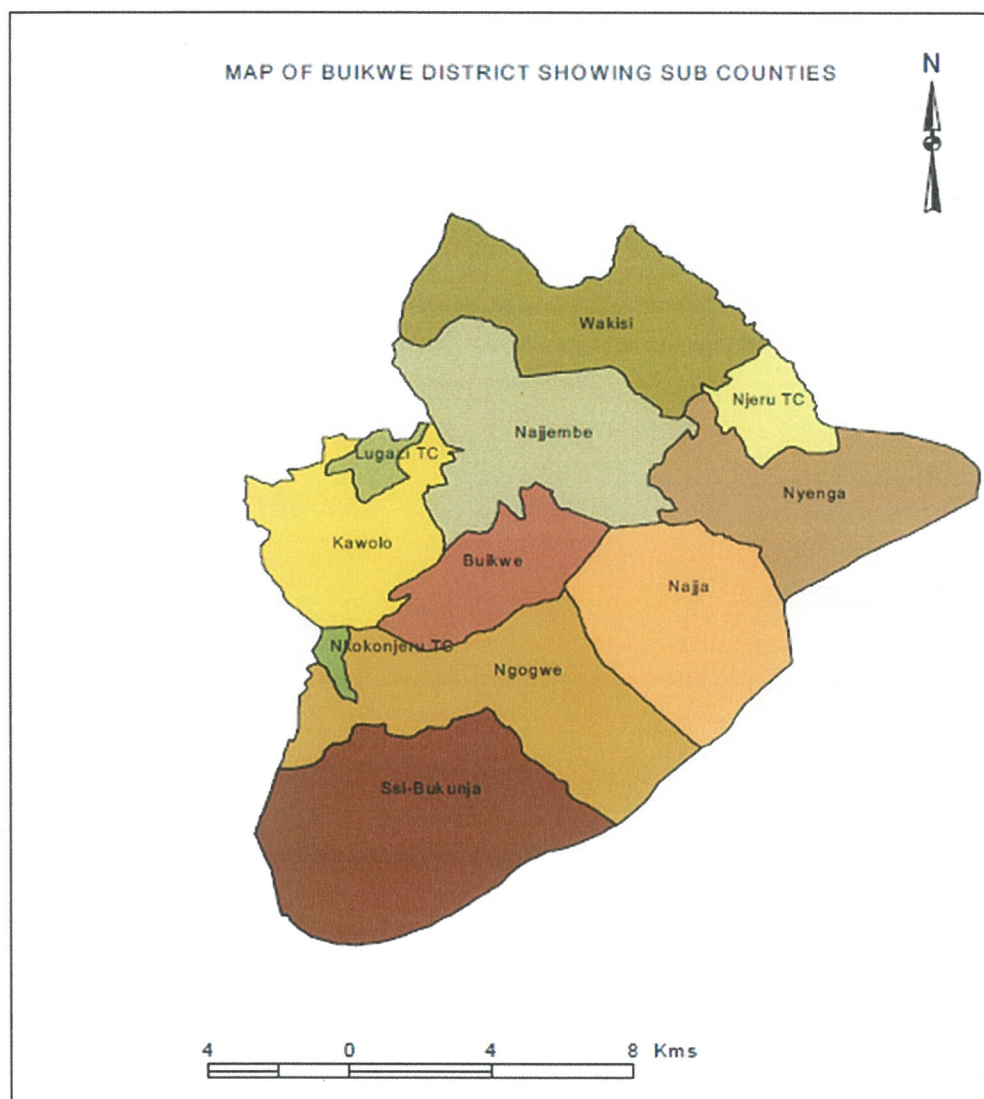 MAP OF BUIKWE DISTRICT SHOWING SUB COUNTIES
N
Wakisi
Njeru TC
Najjembe
Lugazi TC
Nyenga
Kawolo
Buikwe
Najja
Nkokonjeru TC
Ngogwe
Ssi-Bukunja
4 0 4 8 Kms